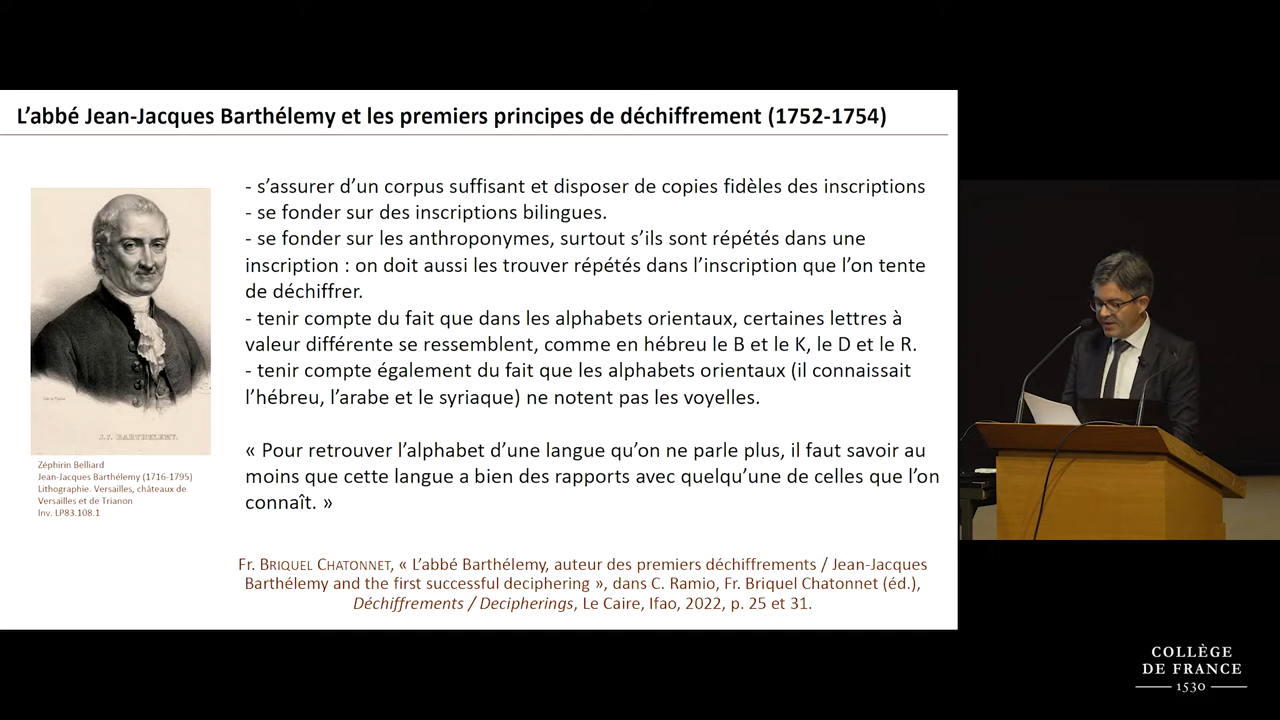 L'abbé Jean-Jacques Barthélemy et les premiers principes de déchiffrement (1752-1754)
- s'assurer d'un corpus suffisant et disposer de copies fidèles des inscriptions
- se fonder sur des inscriptions bilingues.
- se fonder sur les anthroponymes, surtout s'ils sont répétés dans une
inscription : on doit aussi les trouver répétés dans l'inscription que l'on tente
de déchiffrer.
- tenir compte du fait que dans les alphabets orientaux, certaines lettres à
valeur différente se ressemblent, comme en hébreu le B et le K, le D et le R.
- tenir compte également du fait que les alphabets orientaux (il connaissait
l'hébreu, l'arabe et le syriaque) ne notent pas les voyelles.
« Pour retrouver l'alphabet d'une langue qu'on ne parle plus, il faut savoir au
moins que cette langue a bien des rapports avec quelqu'une de celles que l'on
connaît. »
J.J. BARTHÉLEMY.
Zéphirin Belliard
Jean-Jacques Barthélemy (1716-1795)
Lithographie. Versailles, châteaux de
Versailles et de Trianon
Inv. LP83.108.1
Fr. BRIQUEL CHATONNET, « L'abbé Barthélemy, auteur des premiers déchiffrements / Jean-Jacques
Barthélemy and the first successful deciphering », dans C. Ramio, Fr. Briquel Chatonnet (éd.),
Déchiffrements / Decipherings, Le Caire, Ifao, 2022, p. 25 et 31.
COLLÈGE
DE FRANCE
1530